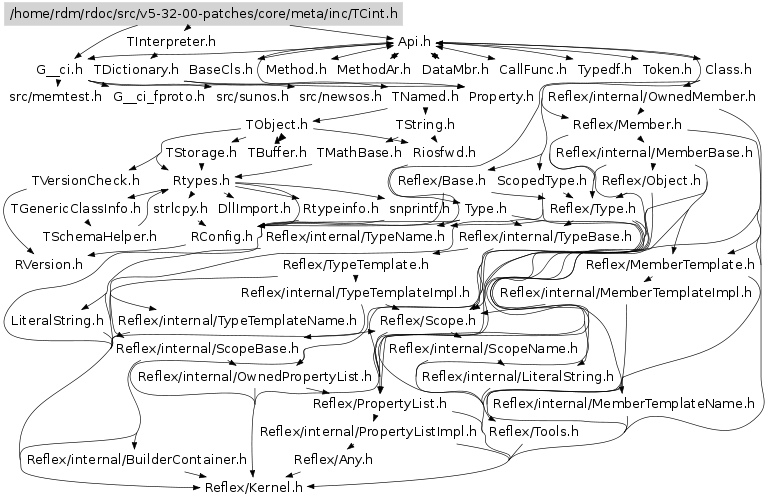 /home/rdm/rdoc/src/v5-32-00-patches/core/meta/inc/TCint.h
TInterpreter.h Api.h
G__ci.h TDictionary.h BaseCls.h Method.h MethodAr.h DataMbr.h CallFunc.h Typedf.h Token.h Class.h
src/memtest.h G__ci_fproto.h src/sunos.h src/newsos.h TNamed.h Property.h Reflex/internal/OwnedMember.h
TObject.h TString.h Reflex/Member.h
TStorage.h TBuffer.h TMathBase.h Riosfwd.h Reflex/internal/MemberBase.h
TVersionCheck.h Rtypes.h Reflex/Base.h ScopedType.h Reflex/Object.h
TGenericClassInfo.h strlcpy.h DllImport.h Rtypeinfo.h snprintf.h Type.h Reflex/Type.h
TSchemaHelper.h RConfig.h Reflex/internal/TypeName.h Reflex/internal/TypeBase.h
RVersion.h Reflex/TypeTemplate.h Reflex/MemberTemplate.h
Reflex/internal/TypeTemplateImpl.h Reflex/internal/MemberTemplateImpl.h
LiteralString.h Reflex/internal/TypeTemplateName.h Reflex/Scope.h
Reflex/internal/ScopeBase.h Reflex/internal/ScopeName.h
Reflex/internal/OwnedPropertyList.h Reflex/internal/LiteralString.h
Reflex/PropertyList.h Reflex/internal/MemberTemplateName.h
Reflex/internal/PropertyListImpl.h Reflex/Tools.h
Reflex/internal/BuilderContainer.h Reflex/Any.h
Reflex/Kernel.h